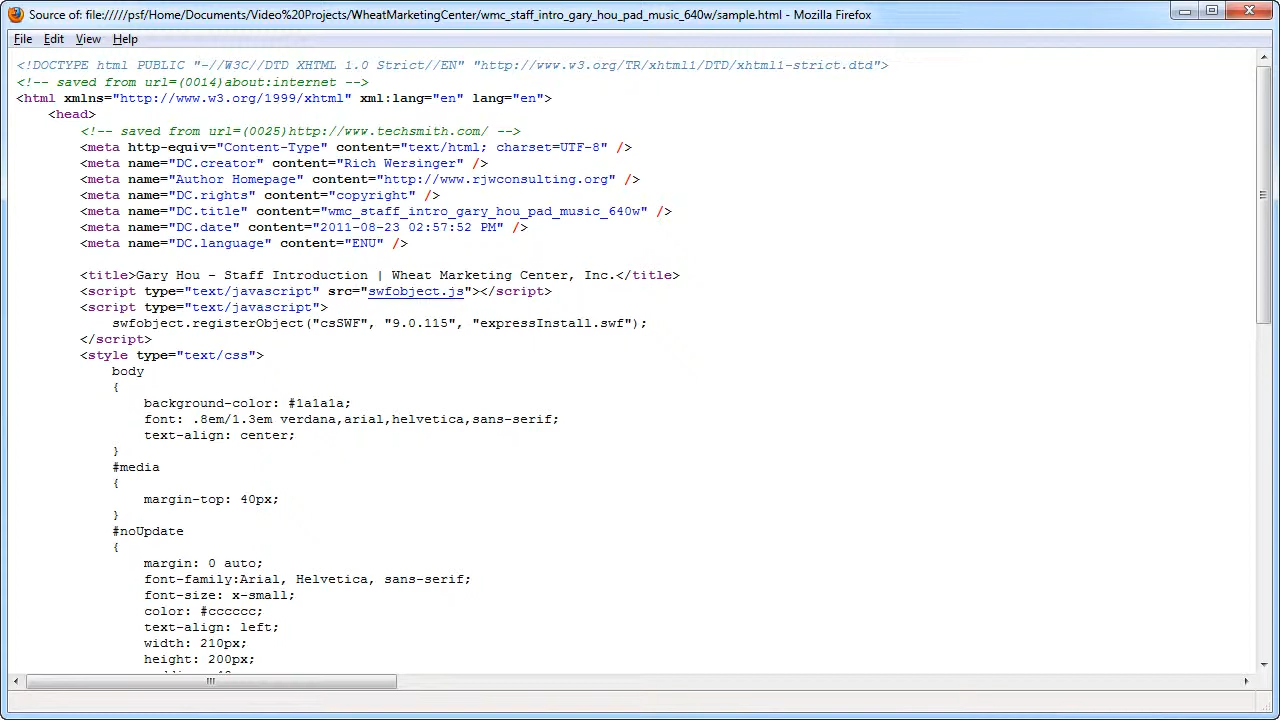 Source of: file://///psf/Home/Documents/Video%20Projects/WheatMarketingCenter/wmc_staff_intro_gary_hou_pad_music_640w/sample.html - Mozilla Firefox
File Edit View Help
<!DOCTYPE html PUBLIC "-//W3C//DTD XHTML 1.0 Strict//EN" "http://www.w3.org/TR/xhtml1/DTD/xhtml1-strict.dtd">
<!-- saved from url=(0014)about:internet -->
<html xmlns="http://www.w3.org/1999/xhtml" xml:lang="en" lang="en">
<head>
<!-- saved from url=(0025)http://www.techsmith.com/ -->
<meta http-equiv="Content-Type" content="text/html; charset=UTF-8" />
<meta name="DC.creator" content="Rich Wersinger" />
<meta name="Author Homepage" content="http://www.rjwconsulting.org" />
<meta name="DC.rights" content="copyright" />
<meta name="DC.title" content="wmc_staff_intro_gary_hou_pad_music_640w" />
<meta name="DC.date" content="2011-08-23 02:57:52 PM" />
<meta name="DC.language" content="ENU" />
<title>Gary Hou - Staff Introduction | Wheat Marketing Center, Inc.</title>
<script type="text/javascript" src="swfobject.js"></script>
<script type="text/javascript">
swfobject.registerObject("csSWF", "9.0.115", "expressInstall.swf");
</script>
<style type="text/css">
body
{
background-color: #1a1a1a;
font: .8em/1.3em verdana,arial,helvetica,sans-serif;
text-align: center;
}
#media
{
margin-top: 40px;
}
#noUpdate
{
margin: 0 auto;
font-family:Arial, Helvetica, sans-serif;
font-size: x-small;
color: #cccccc;
text-align: left;
width: 210px;
height: 200px;